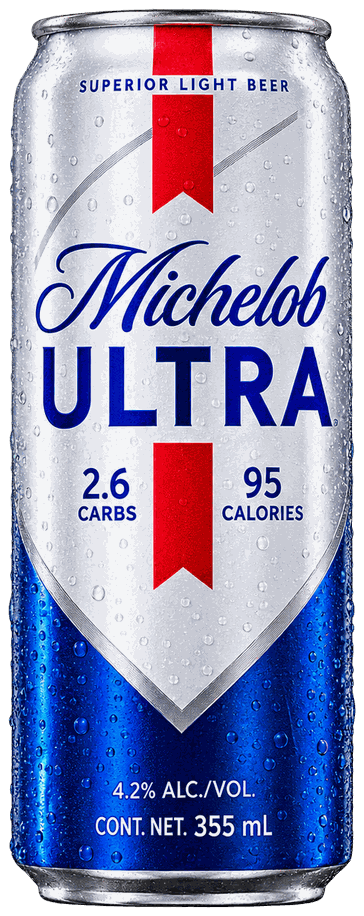 SUPERIOR LIGHT BEER
Michelob
ULTRA
2.6 95
CARBS CALORIES
4.2% ALC./VOL.
CONT. NET. 355 mL